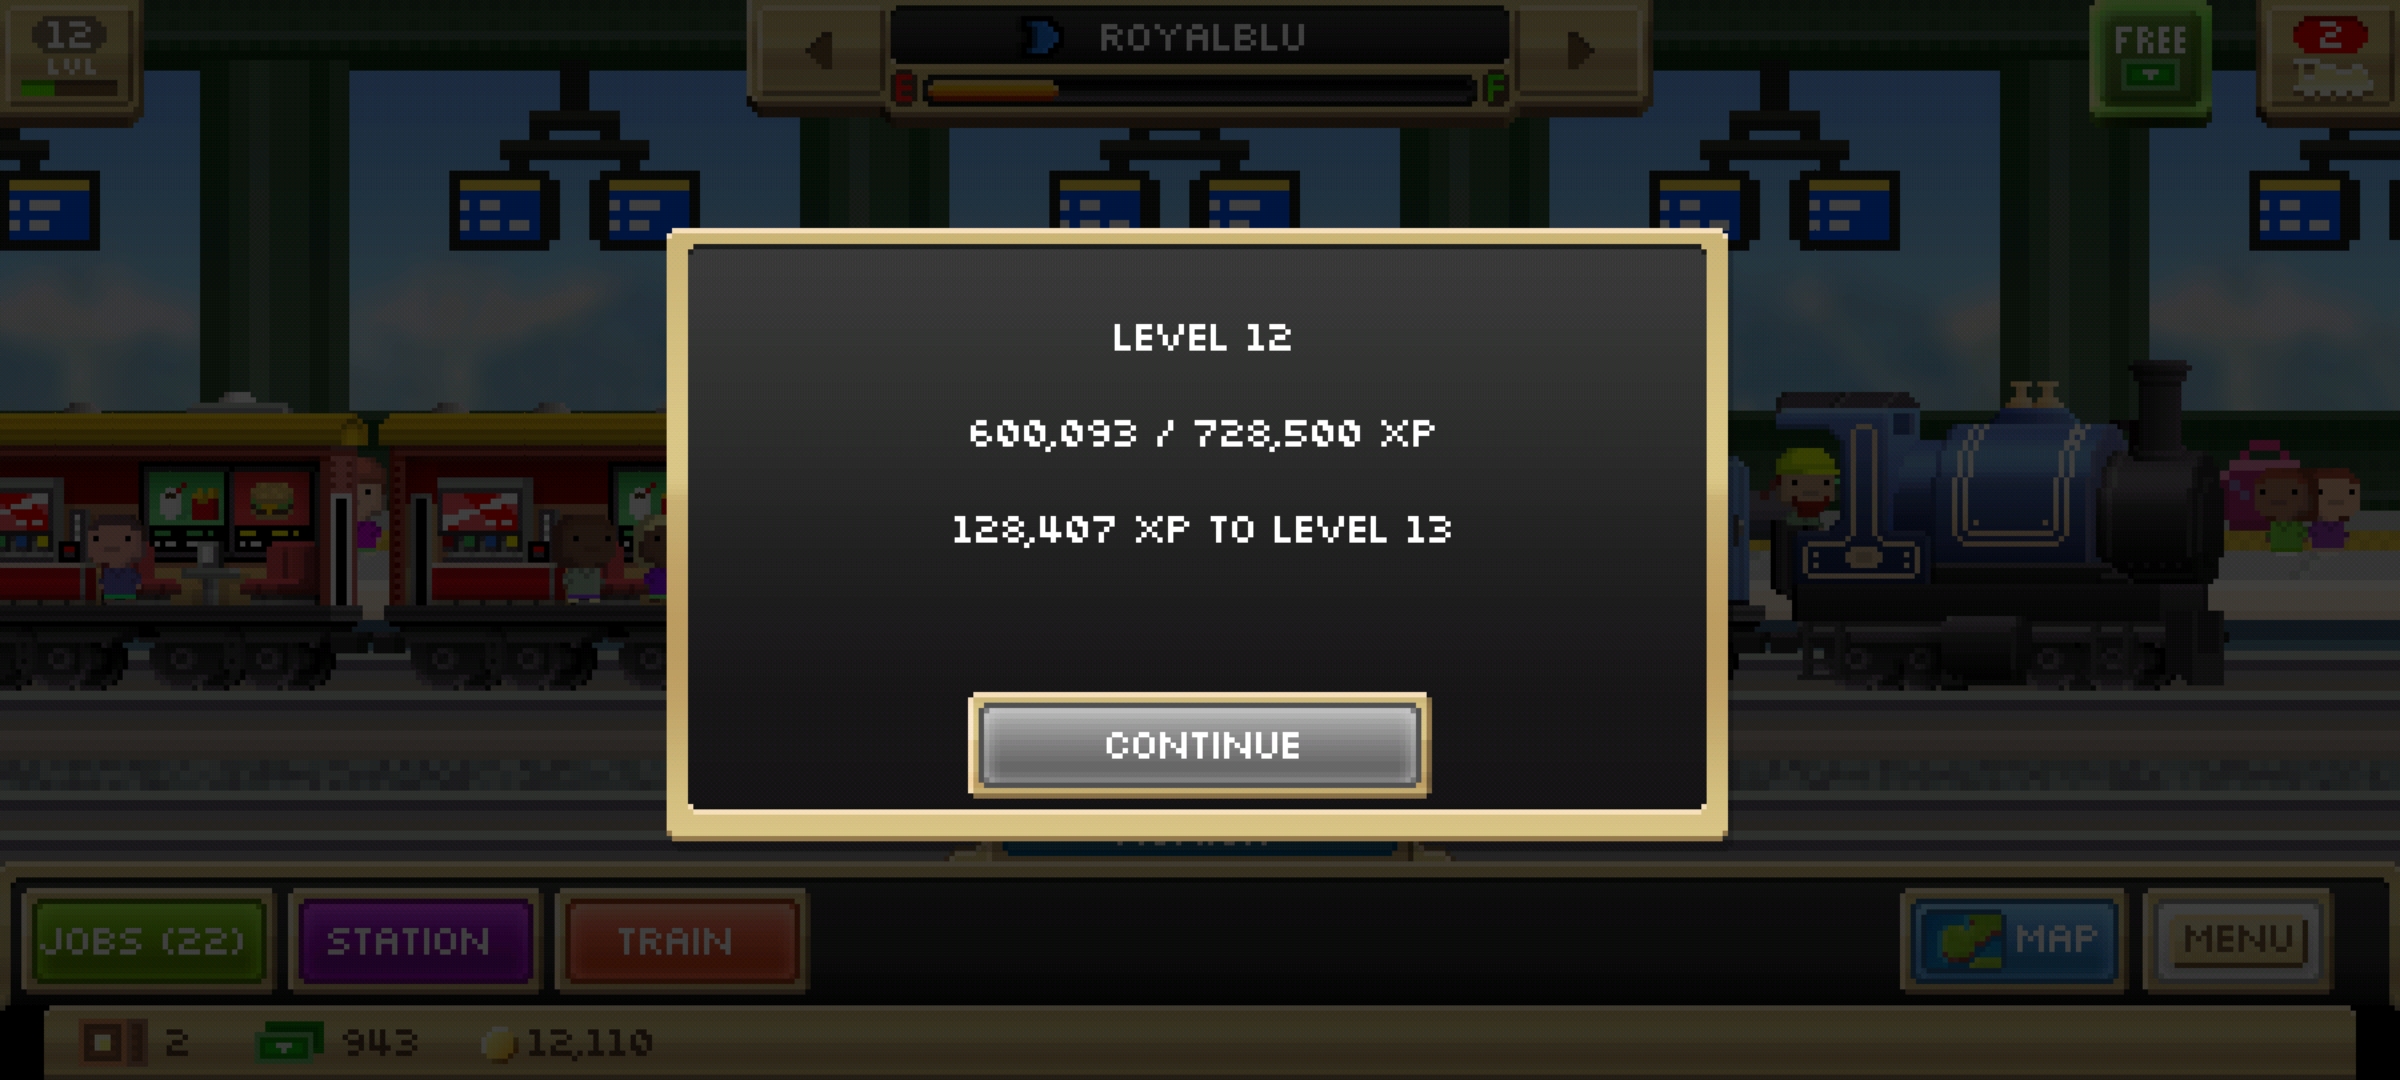 12
LVL
ROYALBLU
E
F
FREE
2
LEVEL 12
600,093 / 728,500 XP
128,407 XP TO LEVEL 13
CONTINUE
JOBS (22)
STATION
TRAIN
MAP
MENU
2
943
12,110